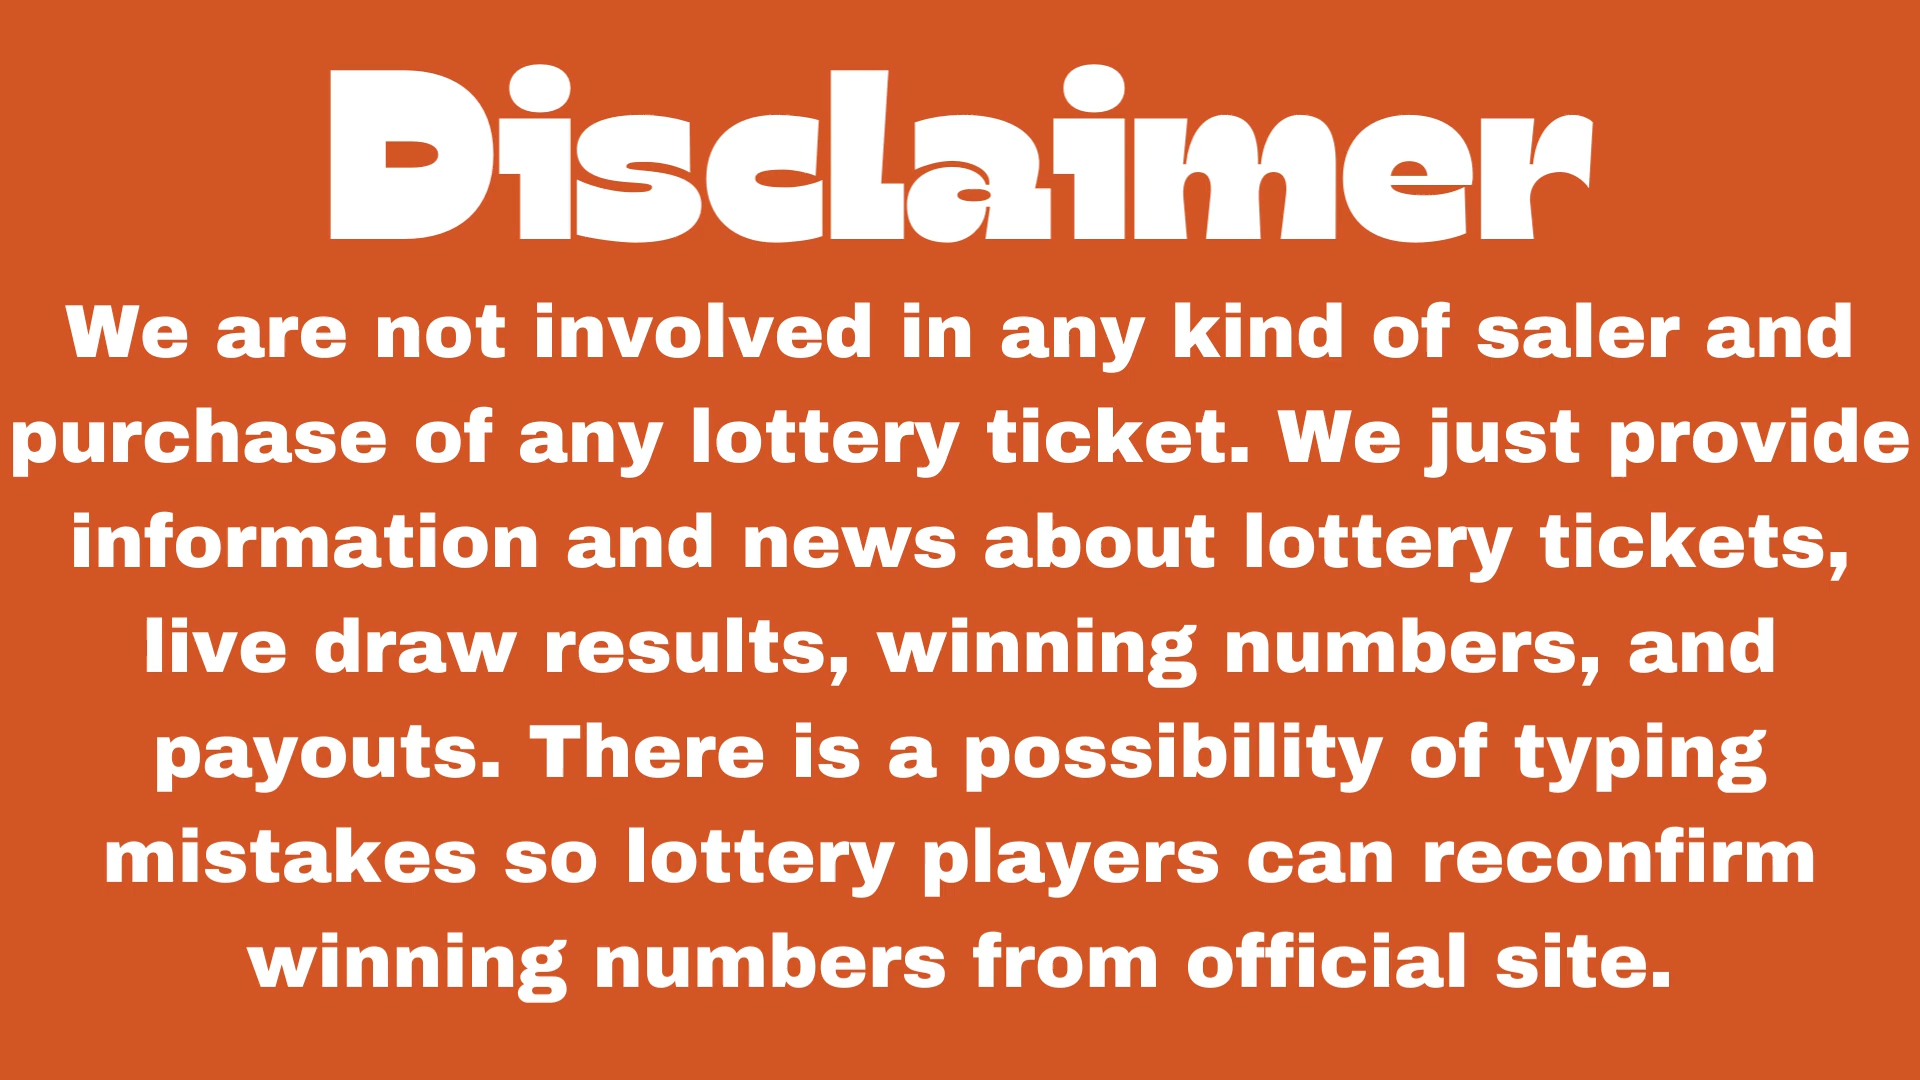 Disclaimer
We are not involved in any kind of saler and
purchase of any lottery ticket. We just provide
information and news about lottery tickets,
live draw results, winning numbers, and
payouts. There is a possibility of typing
mistakes so lottery players can reconfirm
winning numbers from official site.